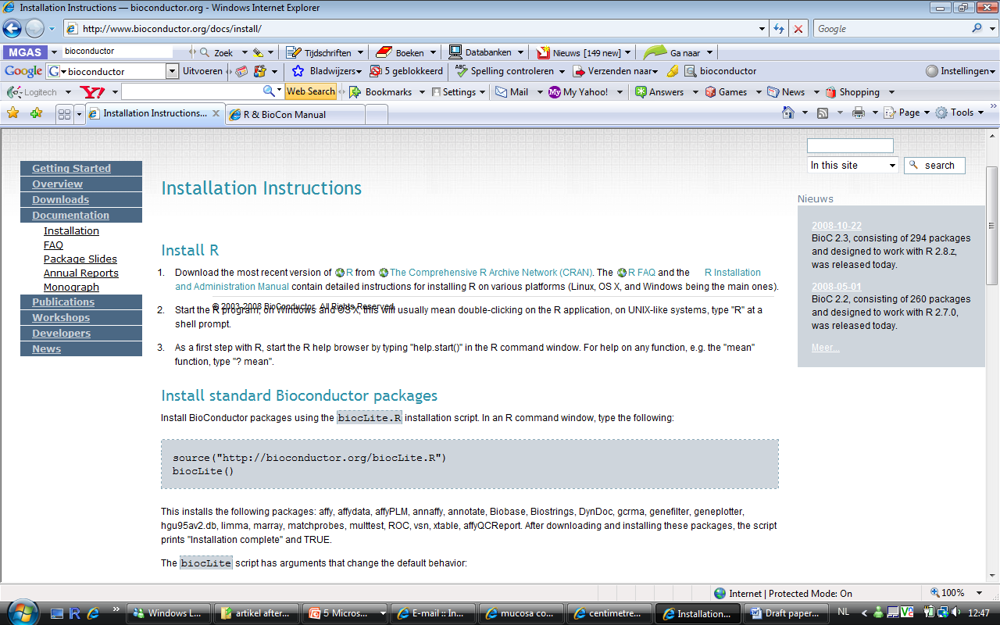 Installation Instructions — bioconductor.org - Windows Internet Explorer
http://www.bioconductor.org/docs/install/
Google
MGAS bioconductor Zoek Tijdschriften Boeken Databanken Nieuws [149 new] Ga naar
Google G bioconductor Uitvoeren Bladwijzers 5 geblokkeerd Spelling controleren Verzenden naar bioconductor Instellingen
Logitech Y! Web Search Bookmarks Settings Mail My Yahoo! Answers Games News Shopping
Installation Instructions... R & BioCon Manual Page Tools
In this site search
Getting Started
Overview
Downloads
Documentation
Installation
FAQ
Package Slides
Annual Reports
Monograph
Publications
Workshops
Developers
News
Installation Instructions
Install R
1. Download the most recent version of R from The Comprehensive R Archive Network (CRAN). The R FAQ and the R Installation
and Administration Manual contain detailed instructions for installing R on various platforms (Linux, OS X, and Windows being the main ones).
© 2003-2008 BioConductor. All Rights Reserved
2. Start the R program; on Windows and OS X, this will usually mean double-clicking on the R application, on UNIX-like systems, type "R" at a
shell prompt.
3. As a first step with R, start the R help browser by typing "help.start()" in the R command window. For help on any function, e.g. the "mean"
function, type "? mean".
Install standard Bioconductor packages
Install BioConductor packages using the biocLite.R installation script. In an R command window, type the following:
source("http://bioconductor.org/biocLite.R")
biocLite()
This installs the following packages: affy, affydata, affyPLM, annaffy, annotate, Biobase, Biostrings, DynDoc, gcrma, genefilter, geneplotter,
hgu95av2.db, limma, marray, matchprobes, multtest, ROC, vsn, xtable, affyQCReport. After downloading and installing these packages, the script
prints "Installation complete" and TRUE.
The biocLite script has arguments that change the default behavior:
Nieuws
2008-10-22
BioC 2.3, consisting of 294 packages
and designed to work with R 2.8.z,
was released today.
2008-05-01
BioC 2.2, consisting of 260 packages
and designed to work with R 2.7.0,
was released today.
Meer...
Internet | Protected Mode: On 100%
Windows L... artikel after... 5 Micros... E-mail :: In... mucosa co... centimetre... Installation... Draft paper... NL 12:47